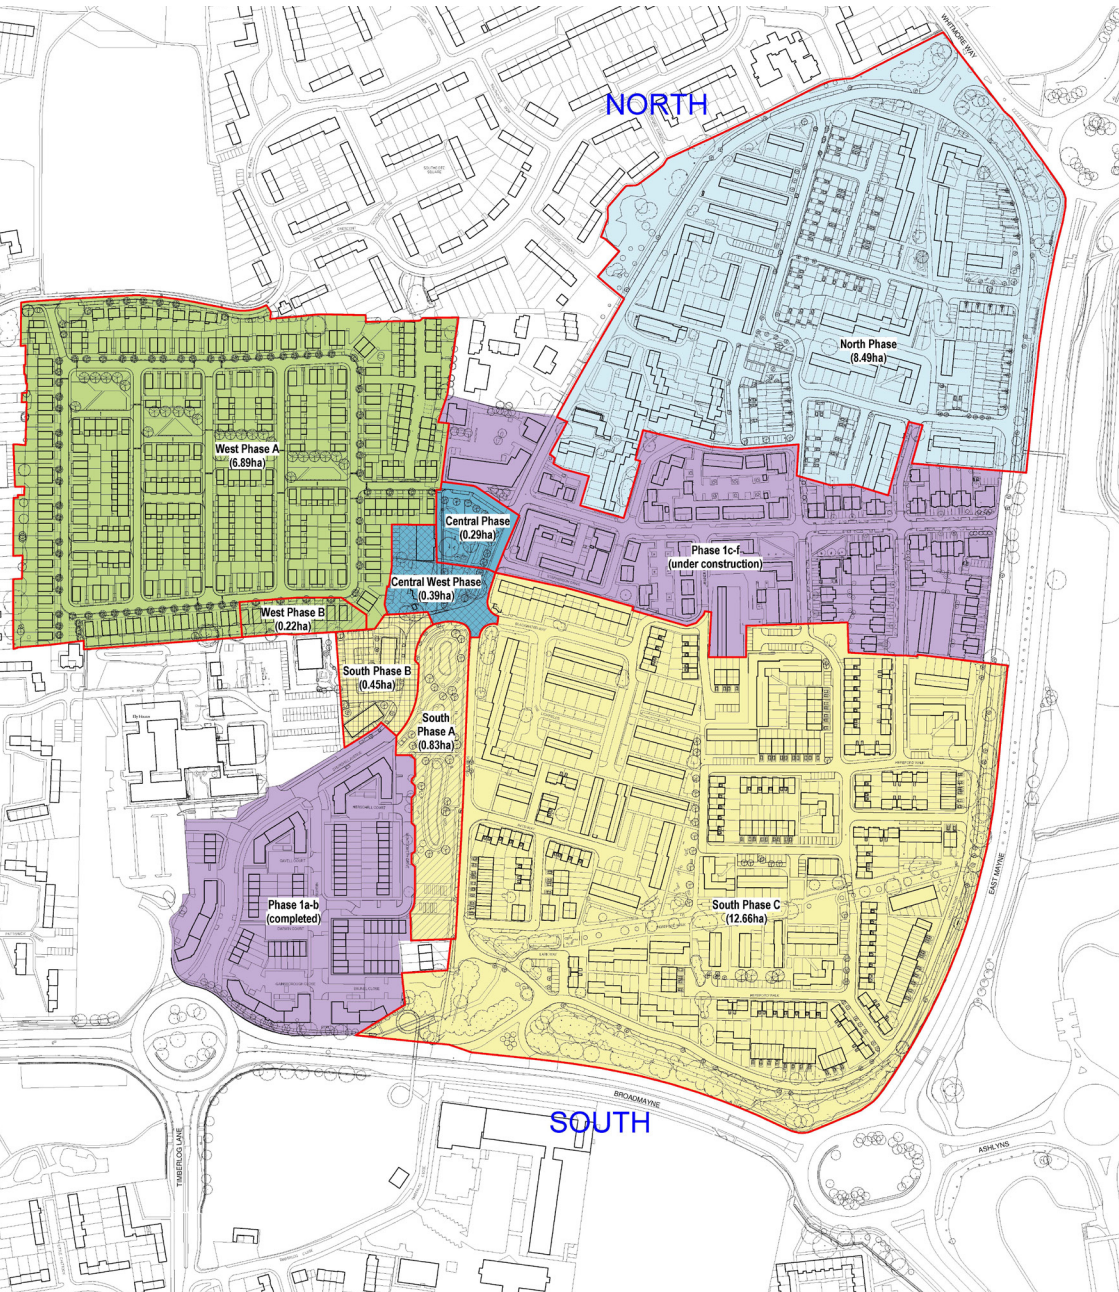 WHITMORE WAY
NORTH
North Phase
(8.49ha)
West Phase A
(6.89ha)
Central Phase
(0.29ha)
Phase 1c-f
(under construction)
Central West Phase
(0.39ha)
West Phase B
(0.22ha)
South Phase B
(0.45ha)
South
Phase A
(0.83ha)
EAST MAYNE
Phase 1a-b
(completed)
South Phase C
(12.66ha)
BROADMAYNE
SOUTH
TIMBERLOG LANE
ASHLYNS